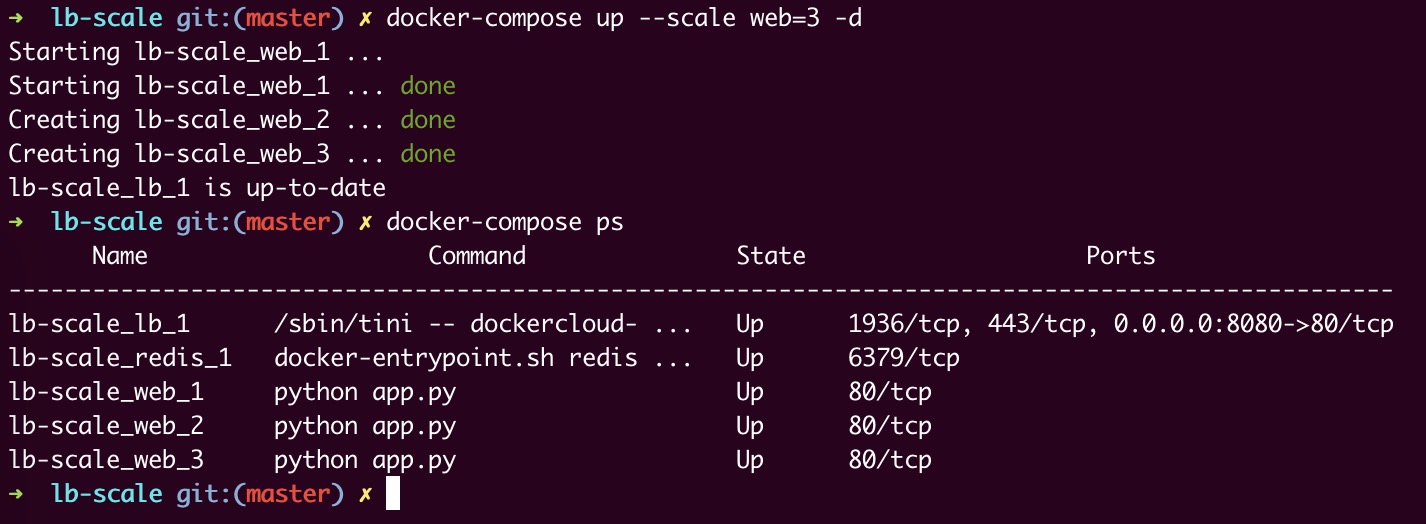 ➜  lb-scale git:(master) ✗ docker-compose up --scale web=3 -d
Starting lb-scale_web_1 ...
Starting lb-scale_web_1 ... done
Creating lb-scale_web_2 ... done
Creating lb-scale_web_3 ... done
lb-scale_lb_1 is up-to-date
➜  lb-scale git:(master) ✗ docker-compose ps
      Name                    Command               State                    Ports
---------------------------------------------------------------------------------------------------
lb-scale_lb_1      /sbin/tini -- dockercloud- ...   Up      1936/tcp, 443/tcp, 0.0.0.0:8080->80/tcp
lb-scale_redis_1   docker-entrypoint.sh redis ...   Up      6379/tcp
lb-scale_web_1     python app.py                    Up      80/tcp
lb-scale_web_2     python app.py                    Up      80/tcp
lb-scale_web_3     python app.py                    Up      80/tcp
➜  lb-scale git:(master) ✗